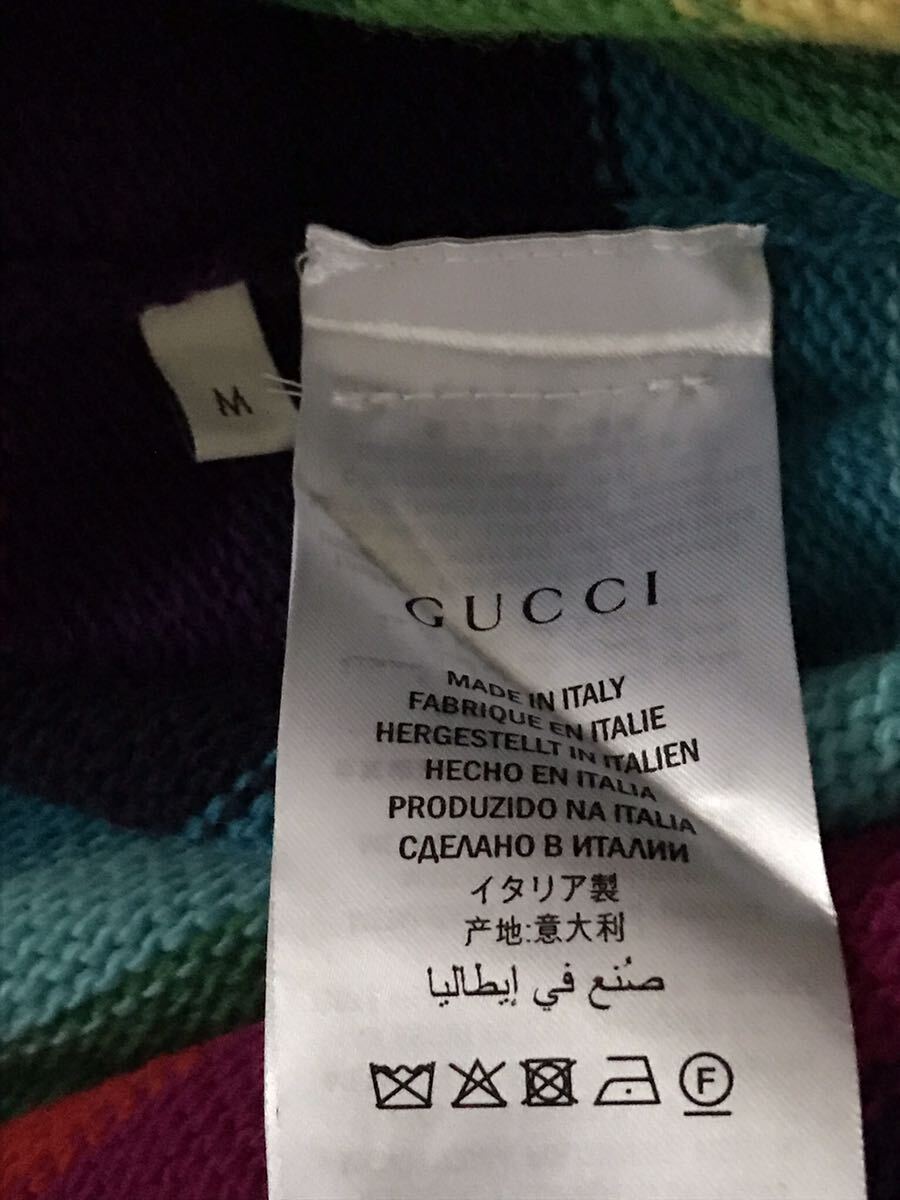 M
GUCCI
MADE IN ITALY
FABRIQUE EN ITALIE
HERGESTELLT IN ITALIEN
HECHO EN ITALIA
PRODUZIDO NA ITALIA
СДЕЛАНО В ИТАЛИИ
イタリア製
产地:意大利
صُنع في إيطاليا
F